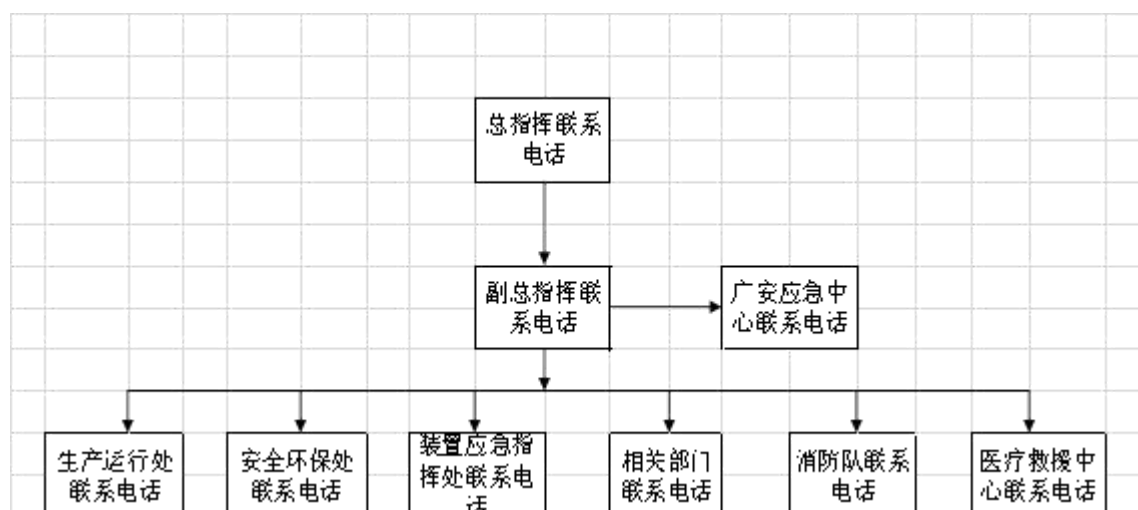 总指挥联系
电话
副总指挥联
系电话
广安应急中
心联系电话
生产运行处
联系电话
安全环保处
联系电话
装置应急指
挥处联系电
话
相关部门
联系电话
消防队联系
电话
医疗救援中
心联系电话